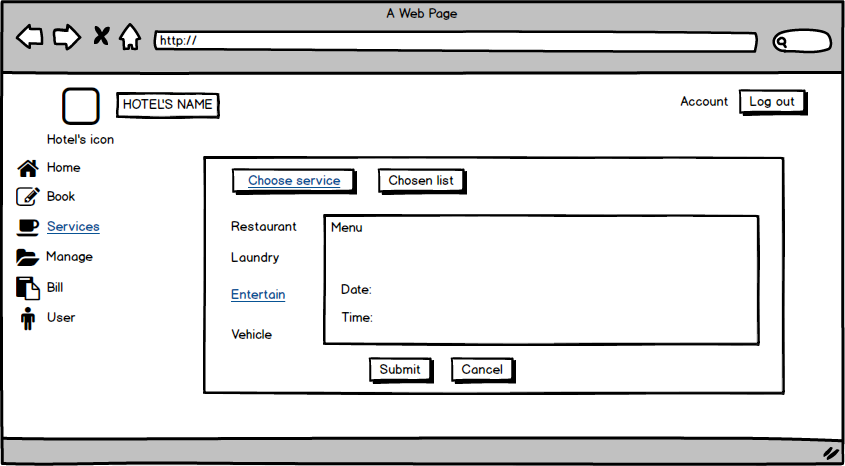 A Web Page
http://
HOTEL'S NAME
Account
Log out
Hotel's icon
Home
Book
Services
Manage
Bill
User
Choose service
Chosen list
Restaurant
Laundry
Entertain
Vehicle
Menu
Date:
Time:
Submit
Cancel